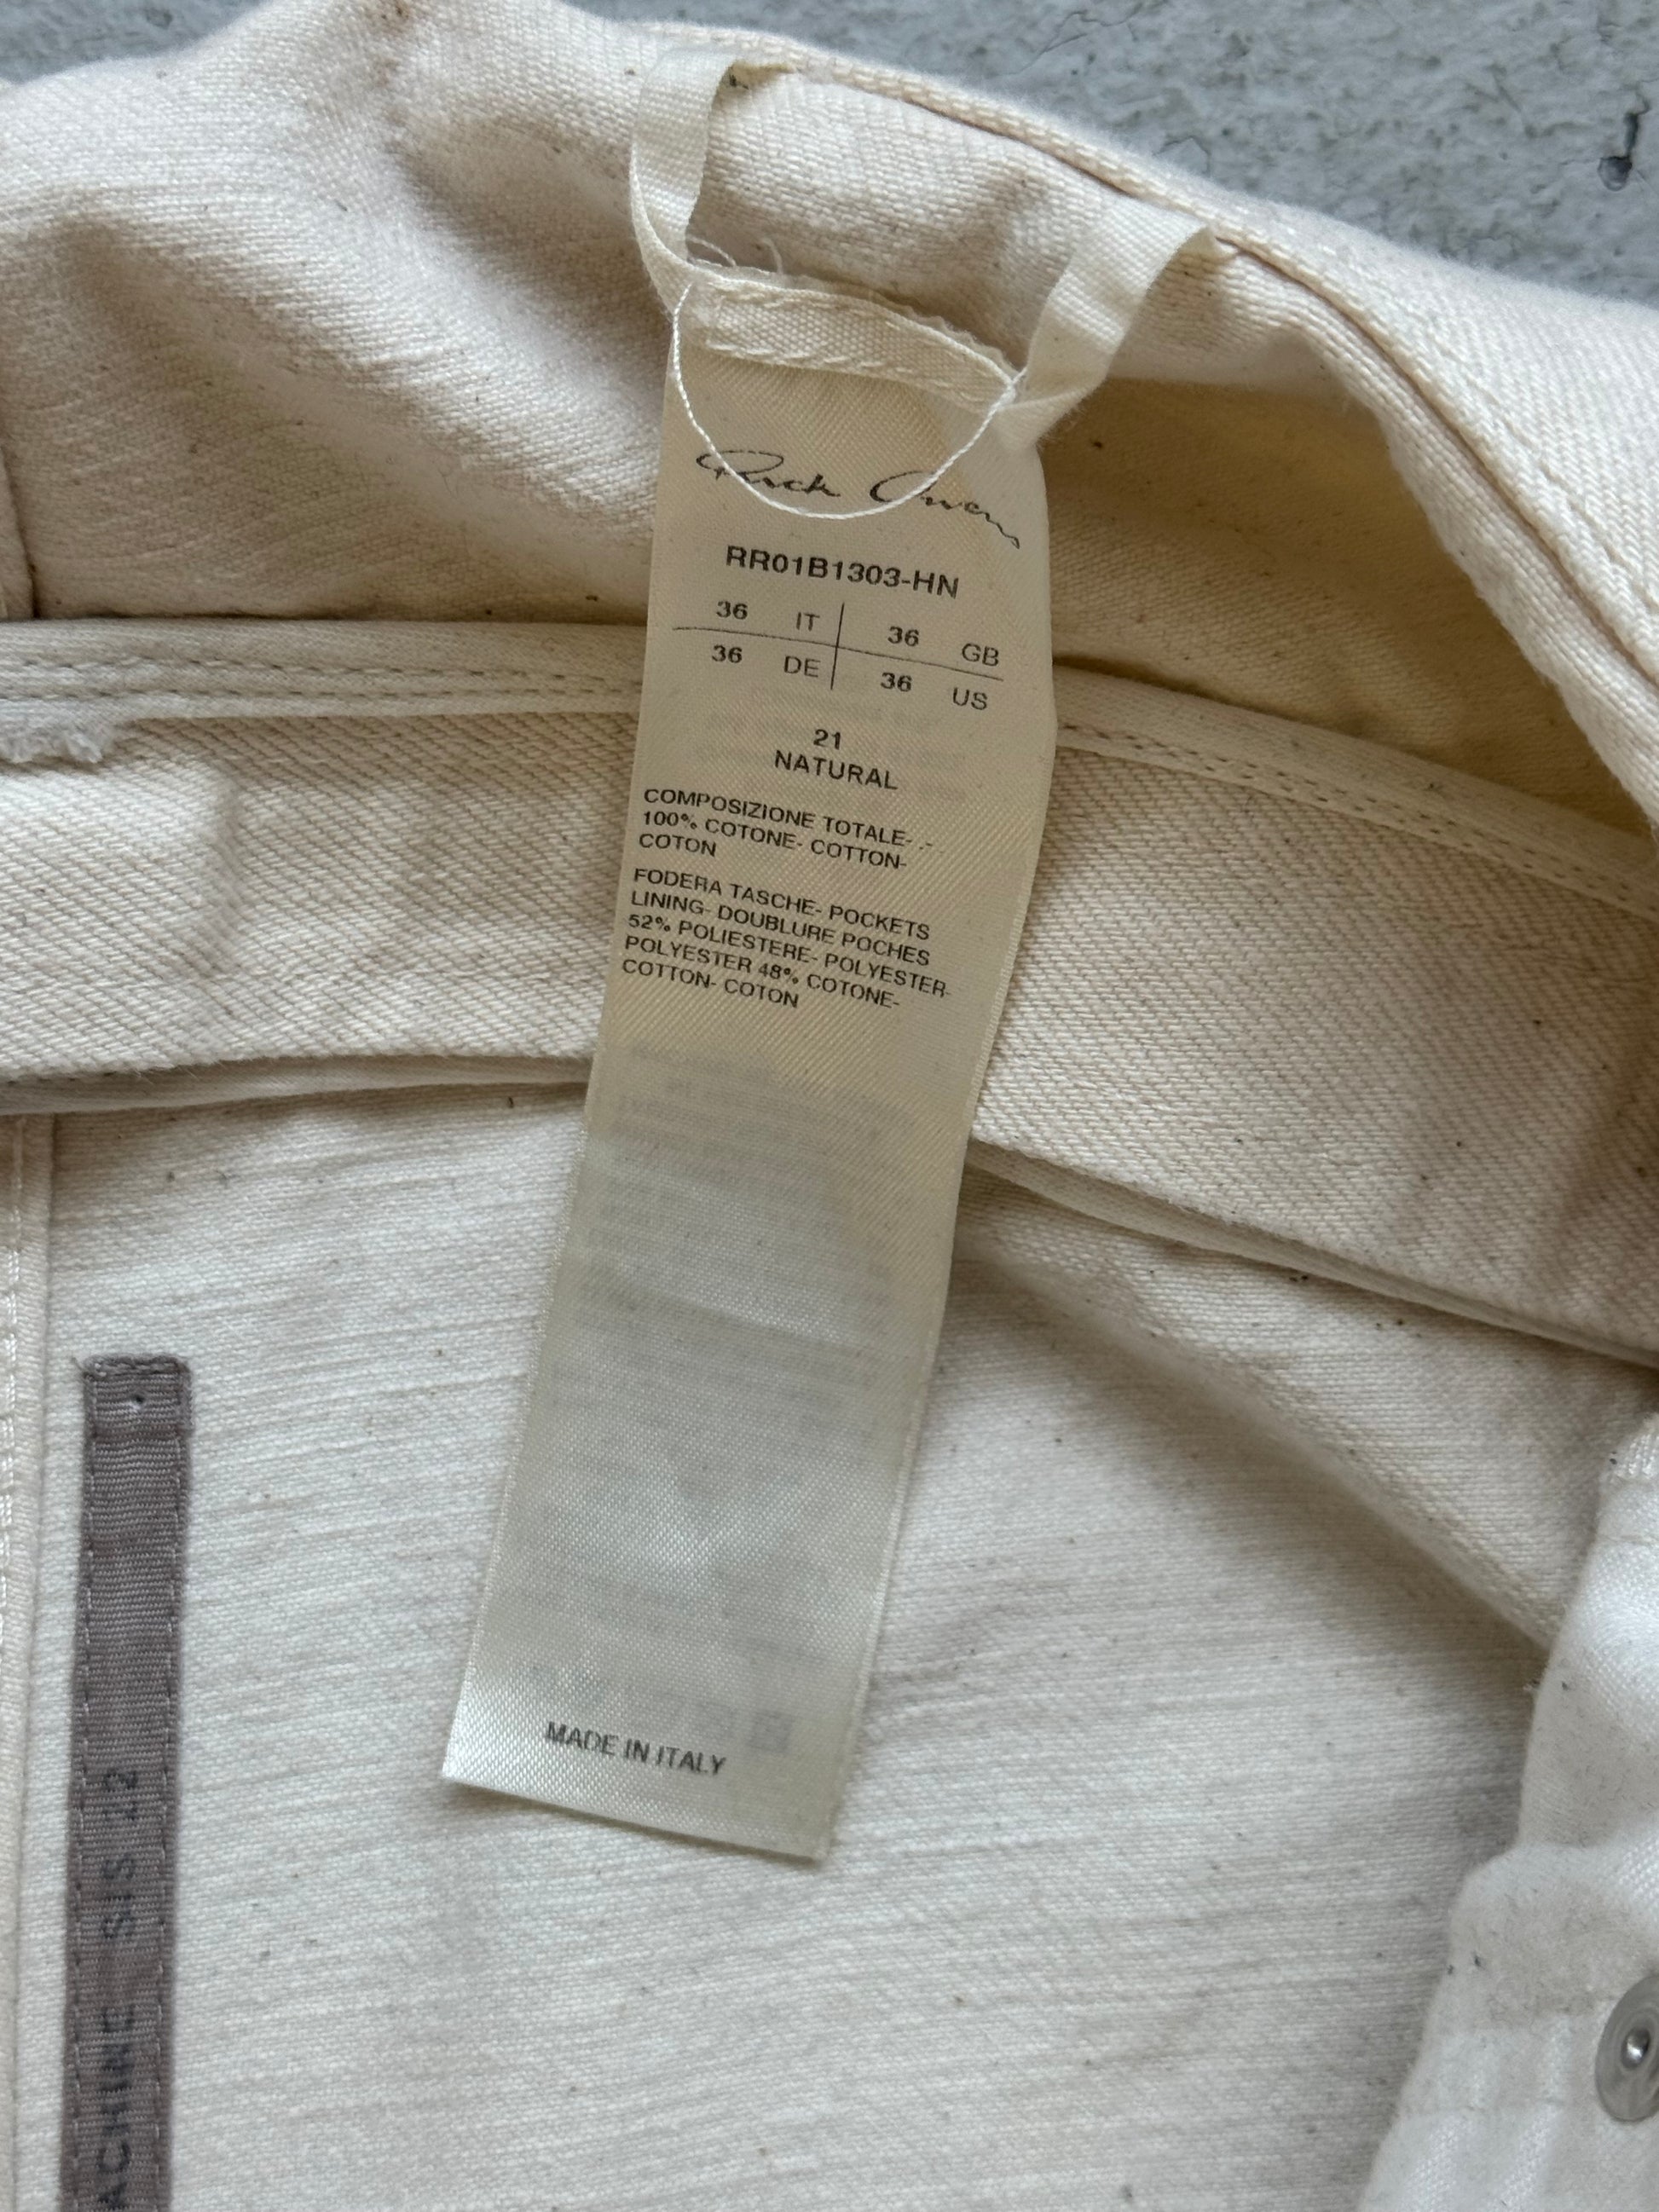 Rick Owens
RR01B1303-HN
36 IT 36 GB
36 DE 36 US
21
NATURAL
COMPOSIZIONE TOTALE- -
100% COTONE- COTTON-
COTON
FODERA TASCHE- POCKETS
LINING- DOUBLURE POCHES
52% POLIESTERE- POLYESTER-
POLYESTER 48% COTONE-
COTTON- COTON
MADE IN ITALY
ACHINE SIS 22